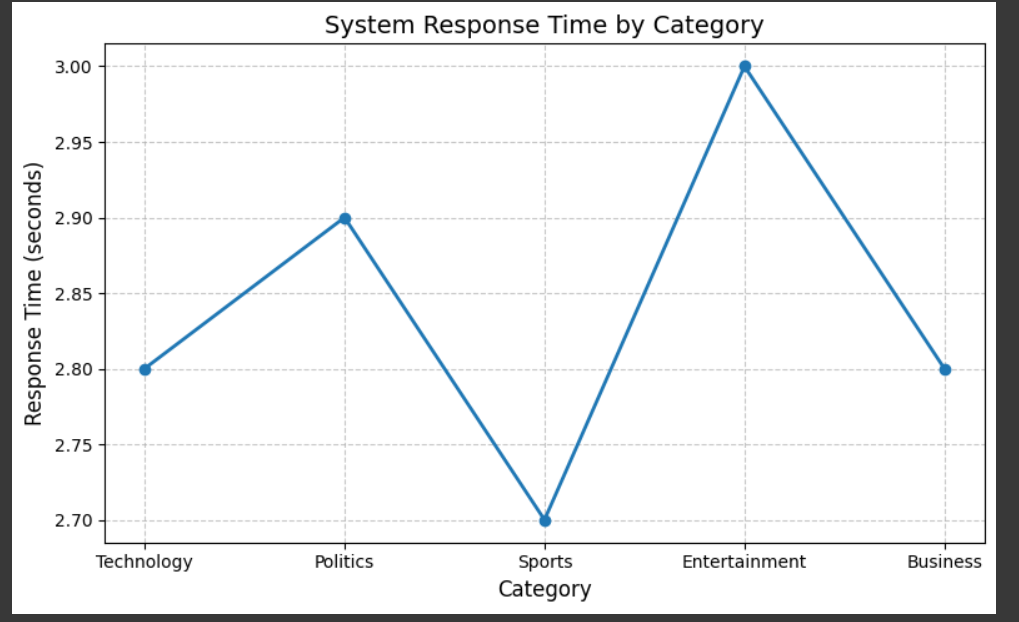 System Response Time by Category
Response Time (seconds)
3.00
2.95
2.90
2.85
2.80
2.75
2.70
Technology Politics Sports Entertainment Business
Category